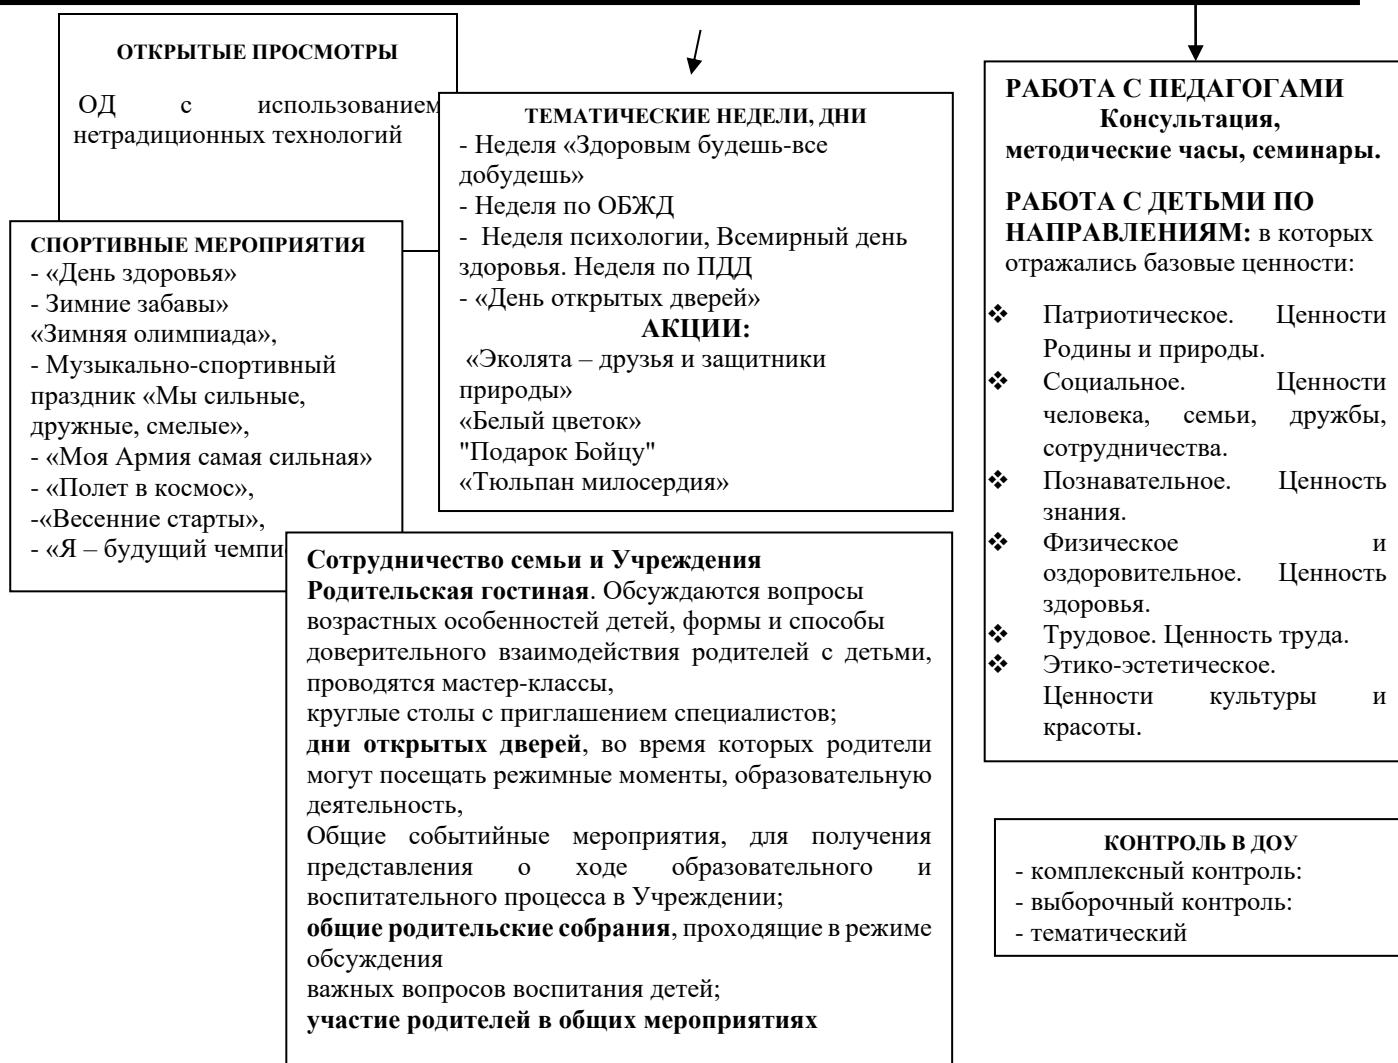 ОТКРЫТЫЕ ПРОСМОТРЫ
ОД с использованием
нетрадиционных технологий
СПОРТИВНЫЕ МЕРОПРИЯТИЯ
- «День здоровья»
- Зимние забавы»
«Зимняя олимпиада»,
- Музыкально-спортивный
праздник «Мы сильные,
дружные, смелые»,
- «Моя Армия самая сильная»
- «Полет в космос»,
-«Весенние старты»,
- «Я – будущий
ТЕМАТИЧЕСКИЕ НЕДЕЛИ, ДНИ
- Неделя «Здоровым будешь-все
добудешь»
- Неделя по ОБЖД
- Неделя психологии, Всемирный день
здоровья. Неделя по ПДД
- «День открытых дверей»
АКЦИИ:
«Эколята – друзья и защитники
природы»
«Белый цветок»
"Подарок Бойцу"
«Тюльпан милосердия»
Сотрудничество семьи и Учреждения
Родительская гостиная. Обсуждаются вопросы
возрастных особенностей детей, формы и способы
доверительного взаимодействия родителей с детьми,
проводятся мастер-классы,
круглые столы с приглашением специалистов;
дни открытых дверей, во время которых родители
могут посещать режимные моменты, образовательную
деятельность,
Общие событийные мероприятия, для получения
представления о ходе образовательного и
воспитательного процесса в Учреждении;
общие родительские собрания, проходящие в режиме
обсуждения
важных вопросов воспитания детей;
участие родителей в общих мероприятиях
РАБОТА С ПЕДАГОГАМИ
Консультация,
методические часы, семинары.
РАБОТА С ДЕТЬМИ ПО
НАПРАВЛЕНИЯМ: в которых
отражались базовые ценности:
❖ Патриотическое. Ценности
Родины и природы.
❖ Социальное. Ценности
человека, семьи, дружбы,
сотрудничества.
❖ Познавательное. Ценность
знания.
❖ Физическое и
оздоровительное. Ценность
здоровья.
❖ Трудовое. Ценность труда.
❖ Этико-эстетическое.
Ценности культуры и
красоты.
КОНТРОЛЬ В ДОУ
- комплексный контроль:
- выборочный контроль:
- тематический